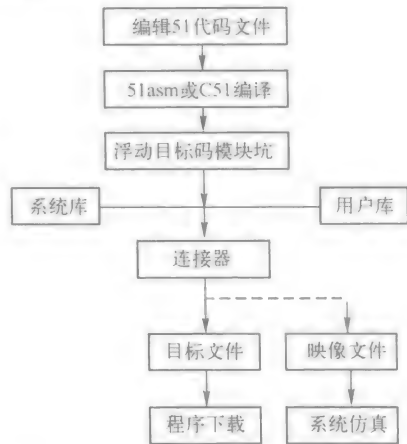 编辑51代码文件
51asm或C51编译
浮动目标码模块坑
系统库
用户库
连接器
目标文件
映像文件
程序下载
系统仿真